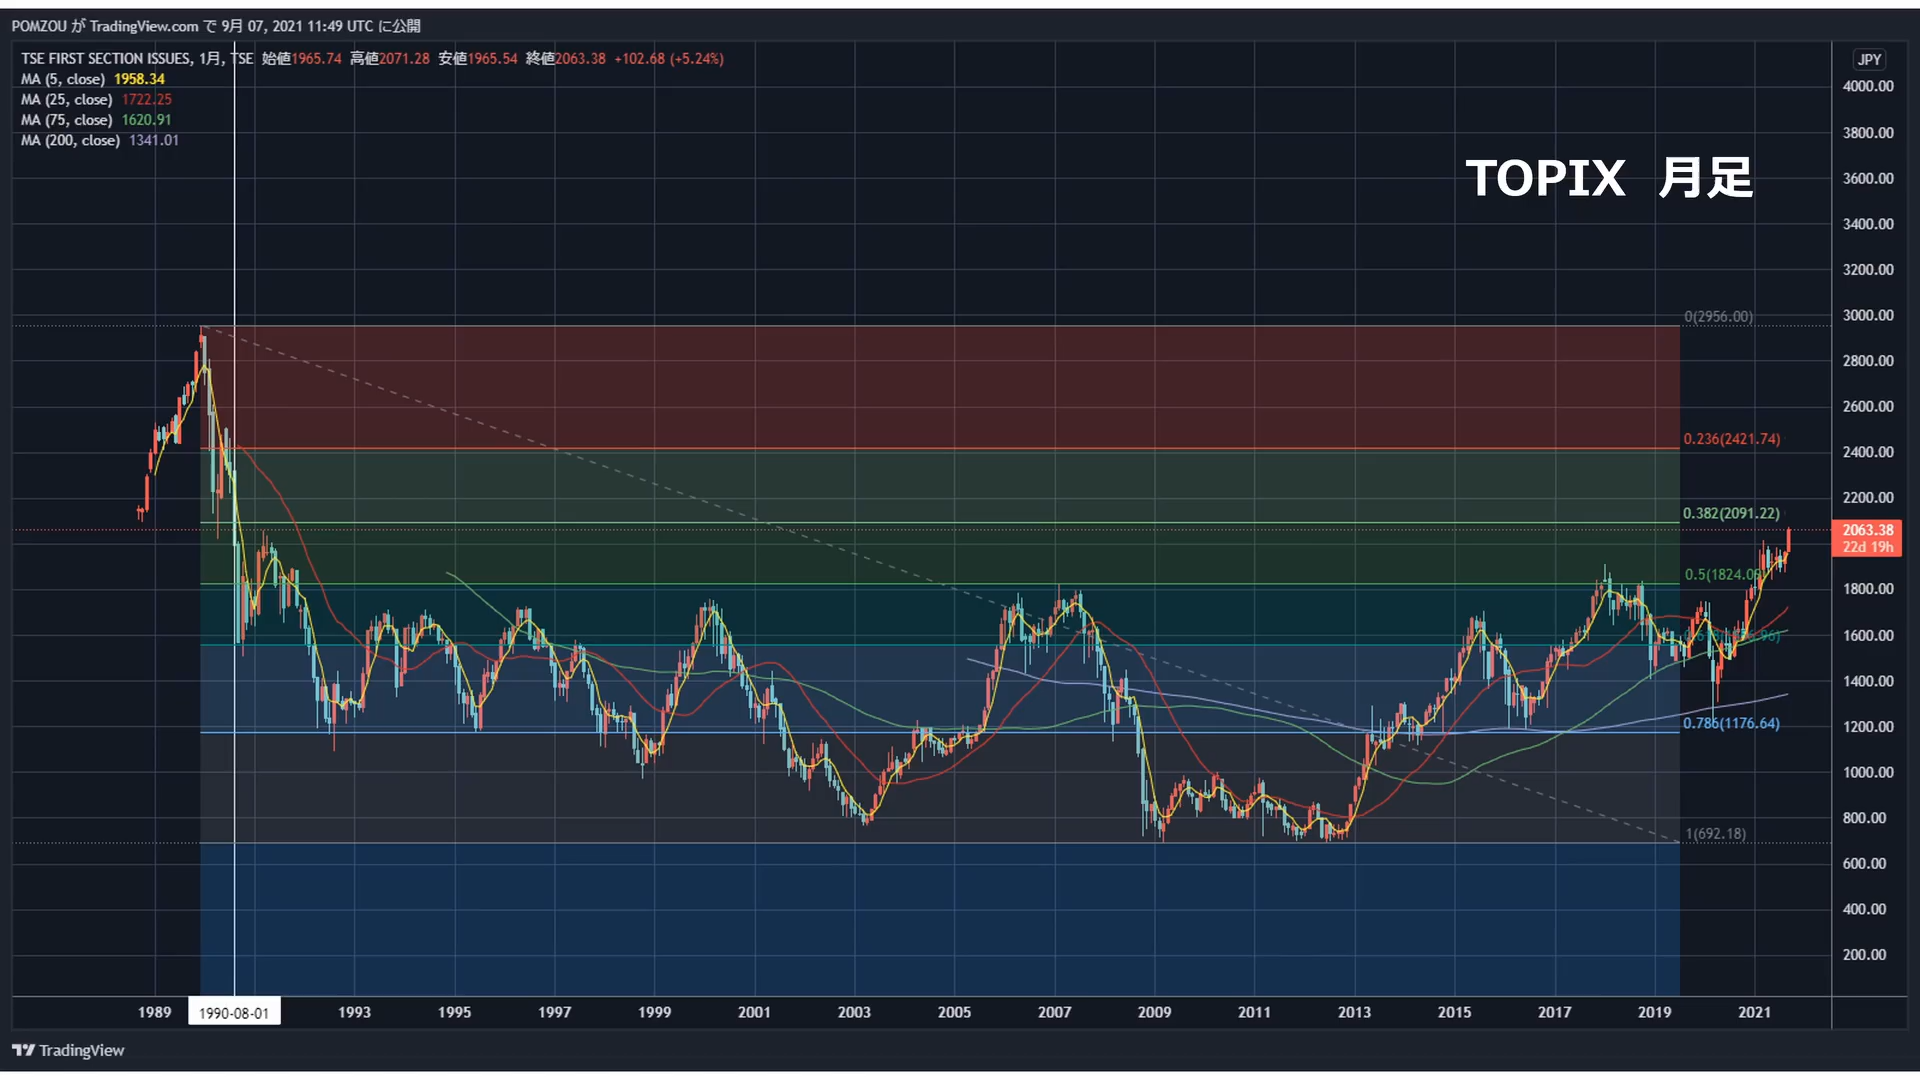 POMZOU が TradingView.com で 9月 07, 2021 11:49 UTC に公開
TSE FIRST SECTION ISSUES, 1月, TSE 始値1965.74 高値2071.28 安値1965.54 終値2063.38 +102.68 (+5.24%)
MA (5, close) 1958.34
MA (25, close) 1722.25
MA (75, close) 1620.91
MA (200, close) 1341.01
JPY
TOPIX 月足
4000.00
3800.00
3600.00
3400.00
3200.00
3000.00
2800.00
2600.00
2400.00
2200.00
2063.38
22d 19h
1800.00
1600.00
1400.00
1200.00
1000.00
800.00
600.00
400.00
200.00
0(2956.00)
0.236(2421.74)
0.382(2091.22)
0.786(1176.64)
1(692.18)
1989 1990-08-01 1993 1995 1997 1999 2001 2003 2005 2007 2009 2011 2013 2015 2017 2019 2021
TradingView